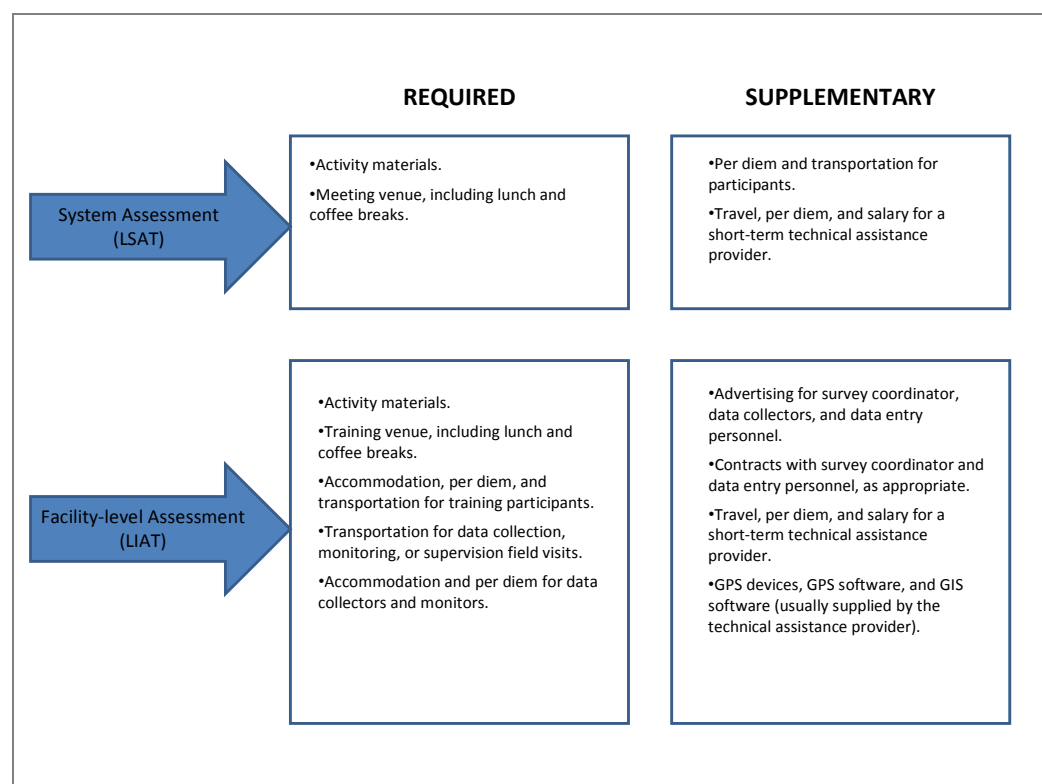 REQUIRED
SUPPLEMENTARY
System Assessment
(LSAT)
•Activity materials.
•Meeting venue, including lunch and
coffee breaks.
•Per diem and transportation for
participants.
•Travel, per diem, and salary for a
short-term technical assistance
provider.
Facility-level Assessment
(LIAT)
•Activity materials.
•Training venue, including lunch and
coffee breaks.
•Accommodation, per diem, and
transportation for training participants.
•Transportation for data collection,
monitoring, or supervision field visits.
•Accommodation and per diem for data
collectors and monitors.
•Advertising for survey coordinator,
data collectors, and data entry
personnel.
•Contracts with survey coordinator and
data entry personnel, as appropriate.
•Travel, per diem, and salary for a
short-term technical assistance
provider.
•GPS devices, GPS software, and GIS
software (usually supplied by the
technical assistance provider).